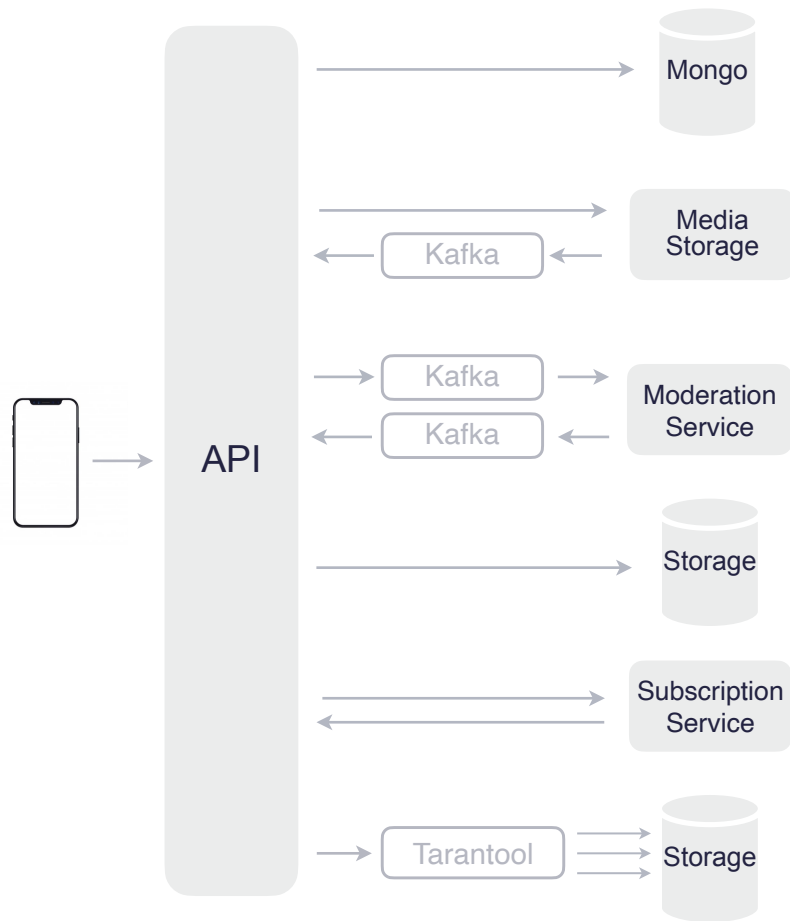 Mongo
Media
Storage
Kafka
Kafka
Moderation
Service
Kafka
API
Storage
Subscription
Service
Tarantool
Storage